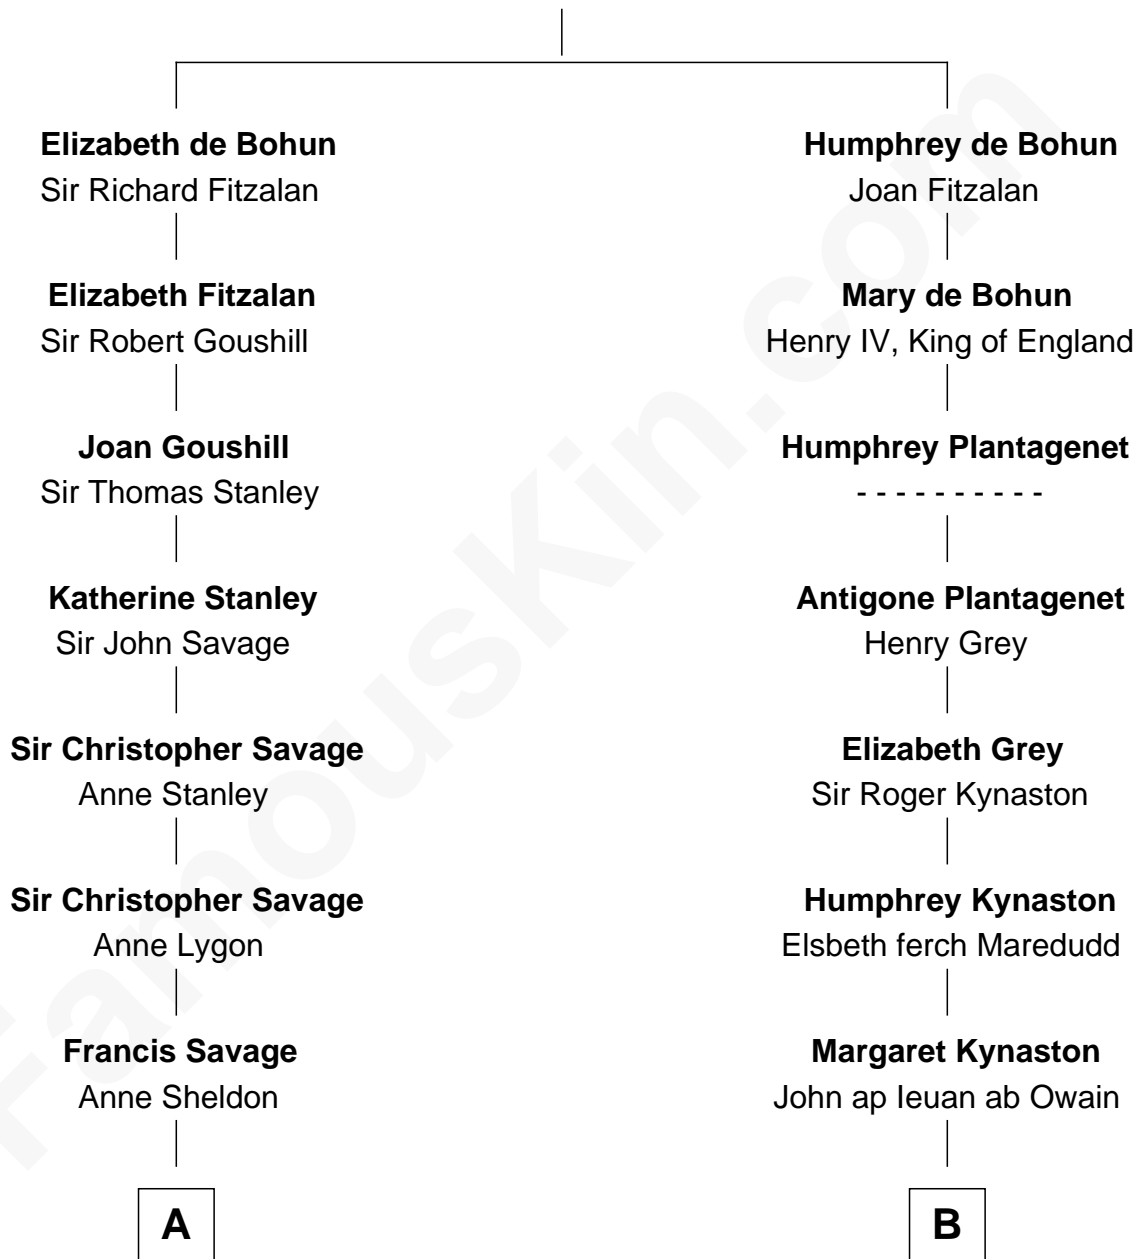 Elizabeth de Bohun
Sir Richard Fitzalan
Elizabeth Fitzalan
Sir Robert Goushill
Joan Goushill
Sir Thomas Stanley
Katherine Stanley
Sir John Savage
Sir Christopher Savage
Anne Stanley
Sir Christopher Savage
Anne Lygon
Francis Savage
Anne Sheldon
A
Humphrey de Bohun
Joan Fitzalan
Mary de Bohun
Henry IV, King of England
Humphrey Plantagenet
- - - - - - - - - -
Antigone Plantagenet
Henry Grey
Elizabeth Grey
Sir Roger Kynaston
Humphrey Kynaston
Elsbeth ferch Maredudd
Margaret Kynaston
John ap Ieuan ab Owain
B
FamousKin.com